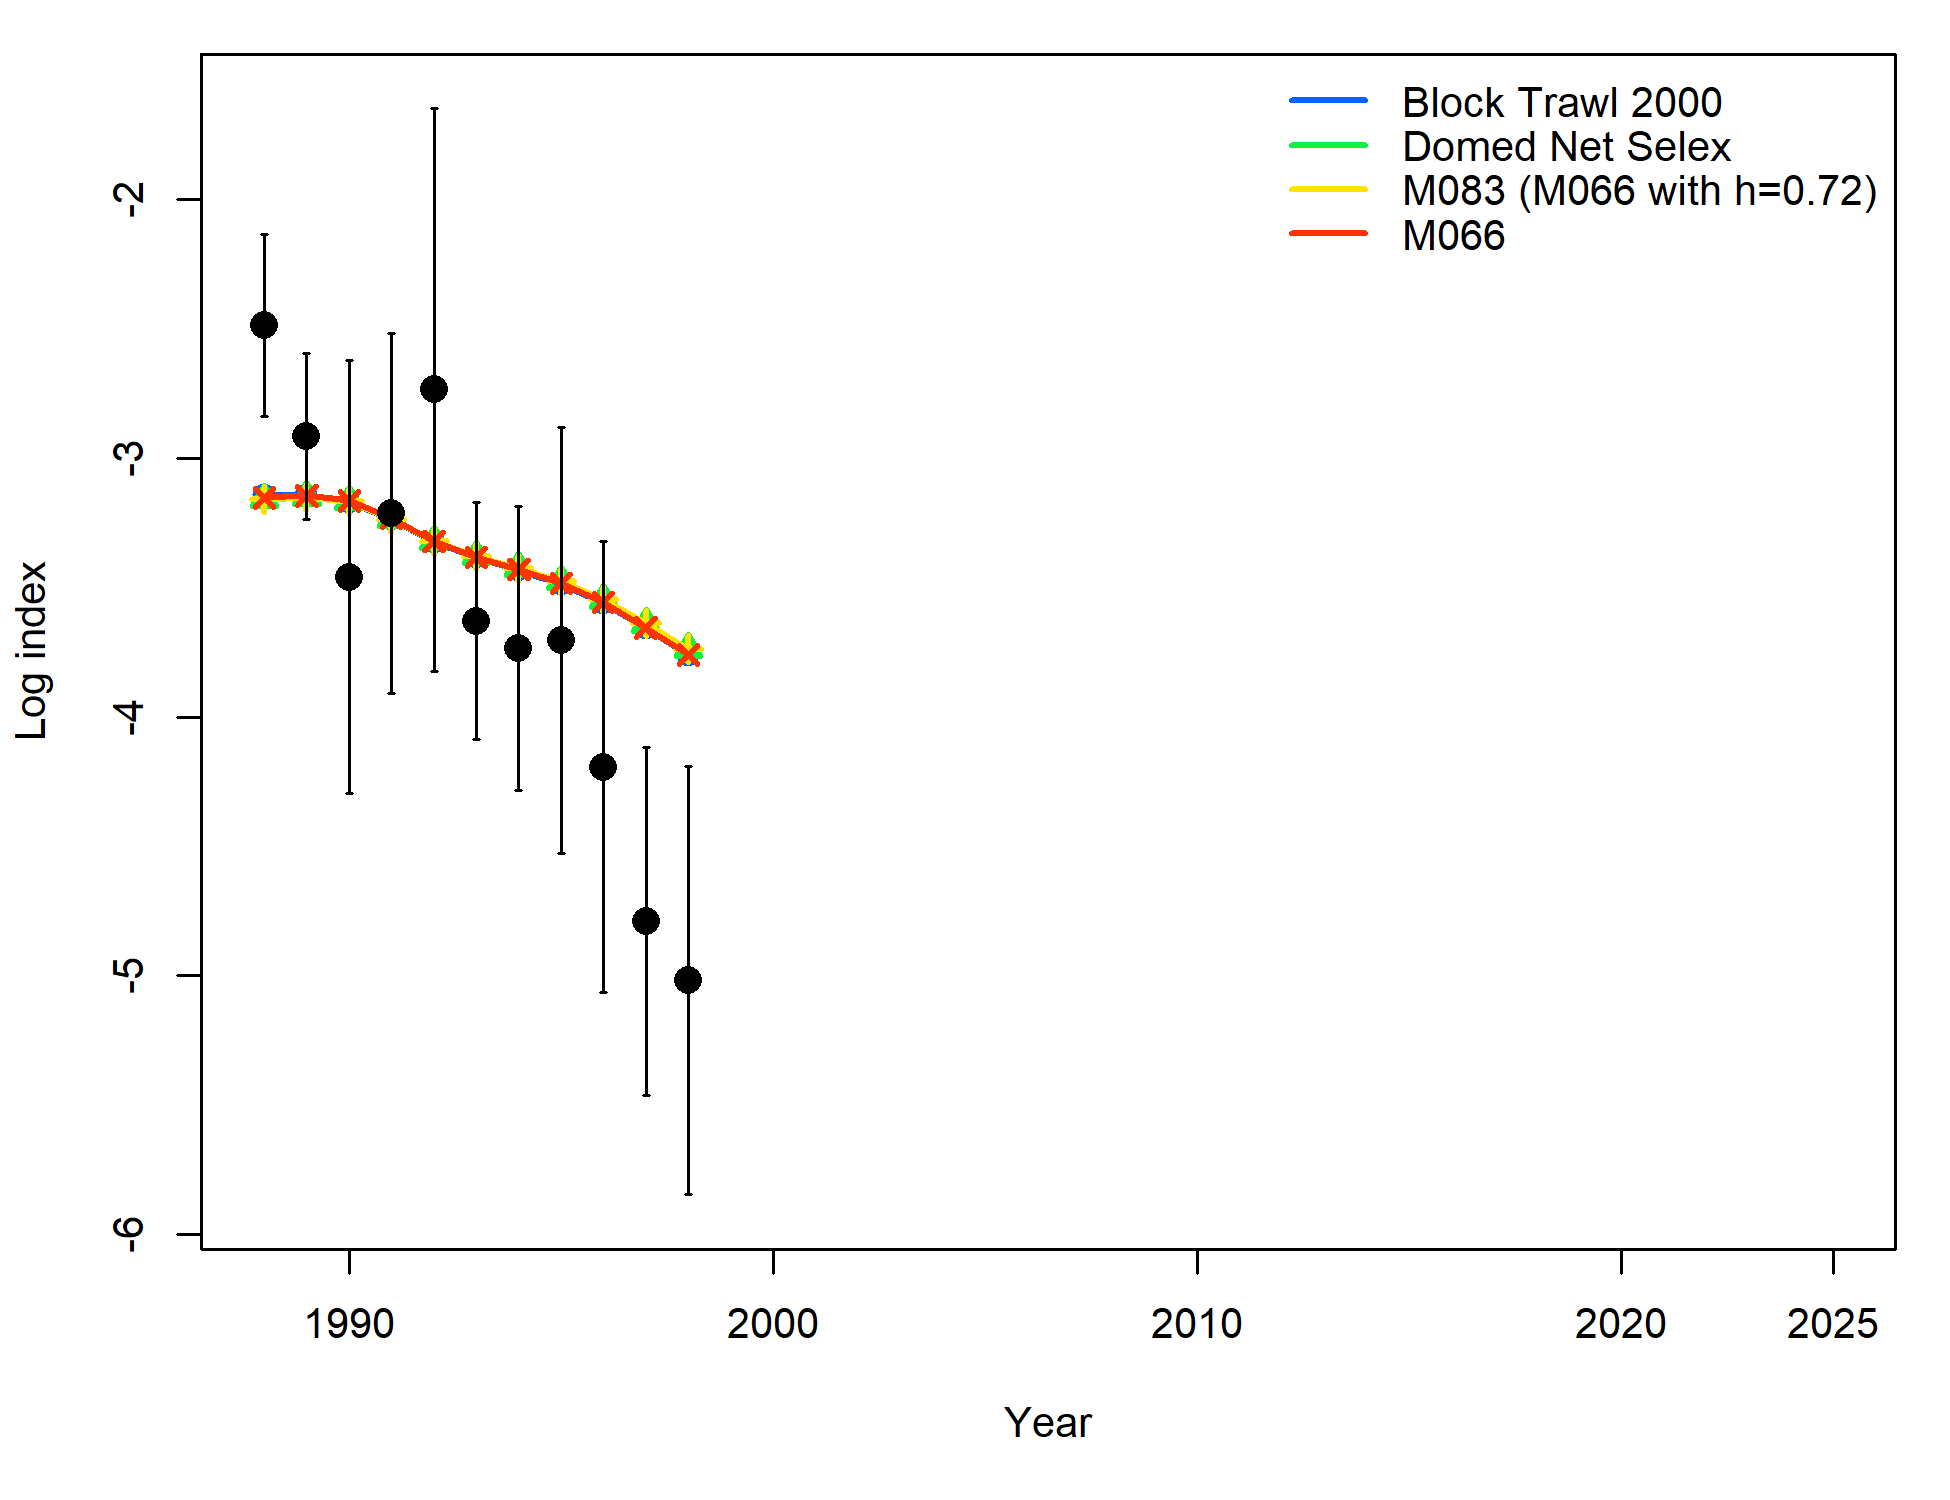 Block Trawl 2000
Domed Net Selex
M083 (M066 with h=0.72)
M066
-2
-3
-4
-5
-6
Log index
1990
2000
2010
2020
2025
Year